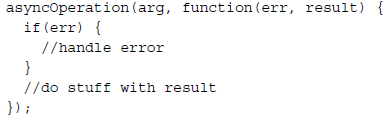 asyncOperation(arg, function(err, result) {
  if(err) {
    //handle error
  }
  //do stuff with result
});